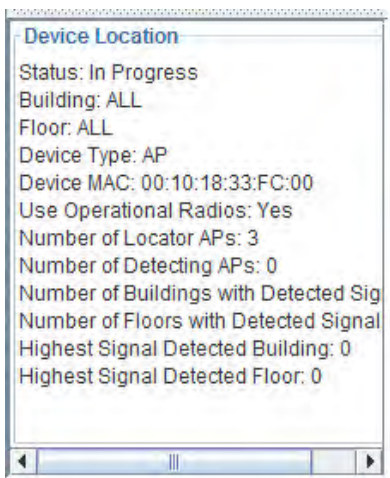 Device Location
Status: In Progress
Building: ALL
Floor: ALL
Device Type: AP
Device MAC: 00:10:18:33:FC:00
Use Operational Radios: Yes
Number of Locator APs: 3
Number of Detecting APs: 0
Number of Buildings with Detected Sig
Number of Floors with Detected Signal
Highest Signal Detected Building: 0
Highest Signal Detected Floor: 0